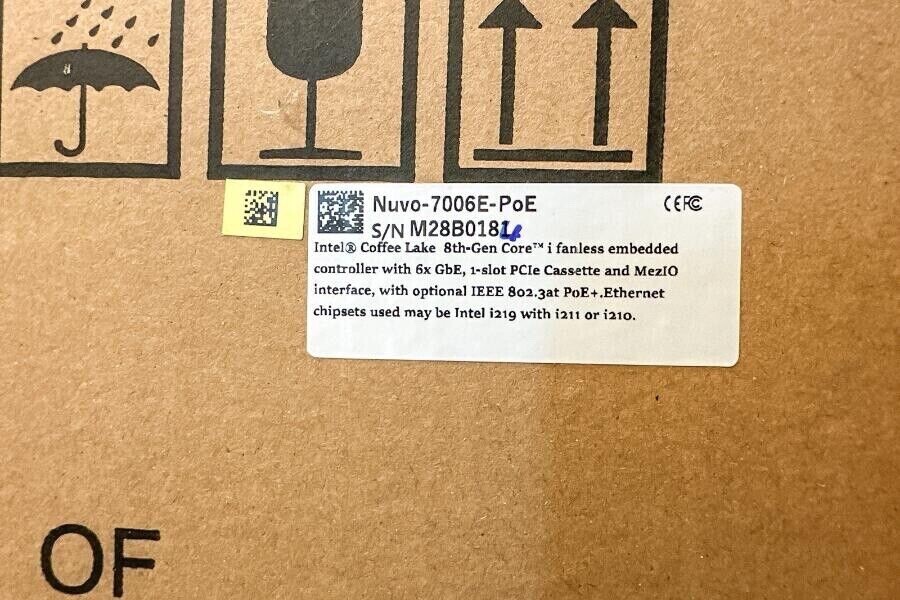 Nuvo-7006E-PoE
CE FC
S/N M28B0184
Intel® Coffee Lake 8th-Gen Core™ i fanless embedded
controller with 6x GbE, 1-slot PCIe Cassette and MezIO
interface, with optional IEEE 802.3at PoE+.Ethernet
chipsets used may be Intel i219 with i211 or i210.
OF